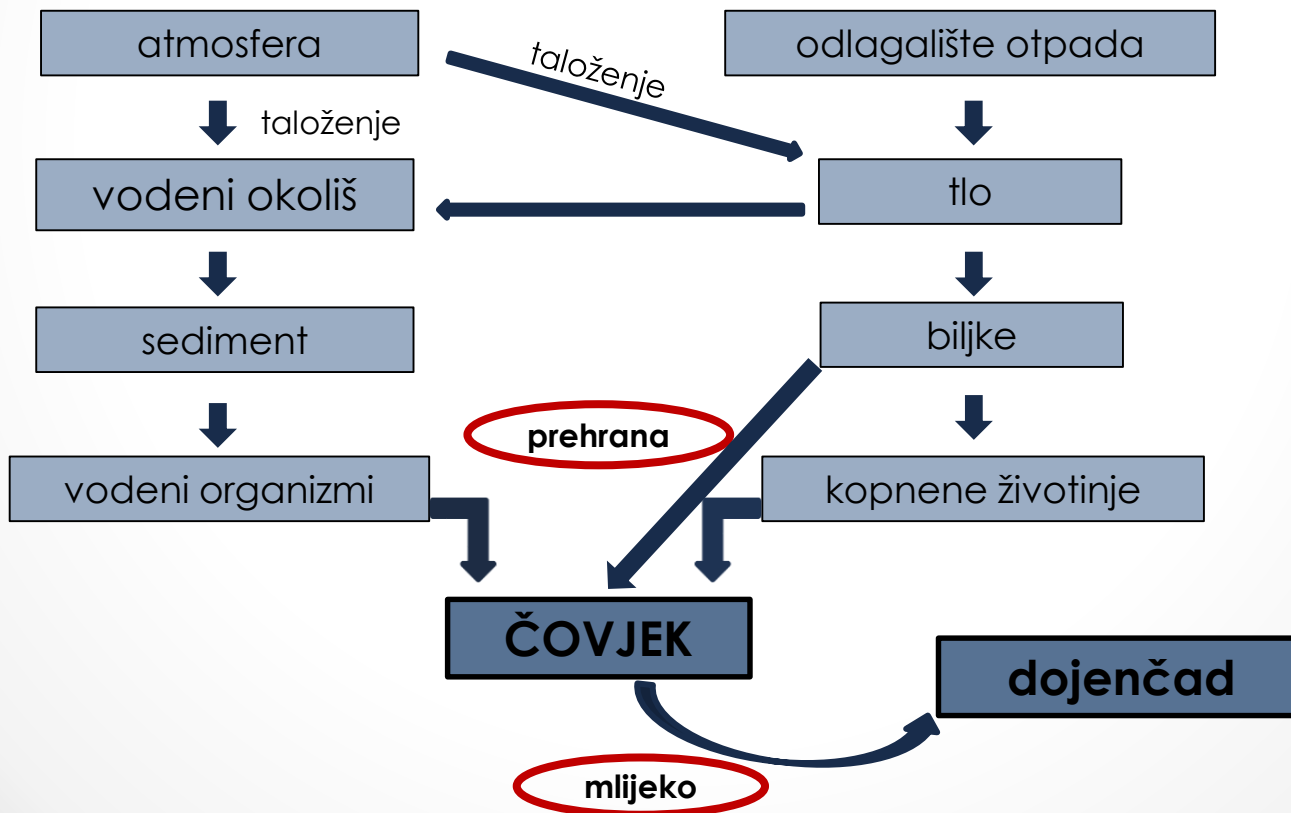 atmosfera
odlagalište otpada
taloženje
taloženje
vodeni okoliš
tlo
sediment
biljke
prehrana
vodeni organizmi
kopnene životinje
ČOVJEK
dojenčad
mlijeko